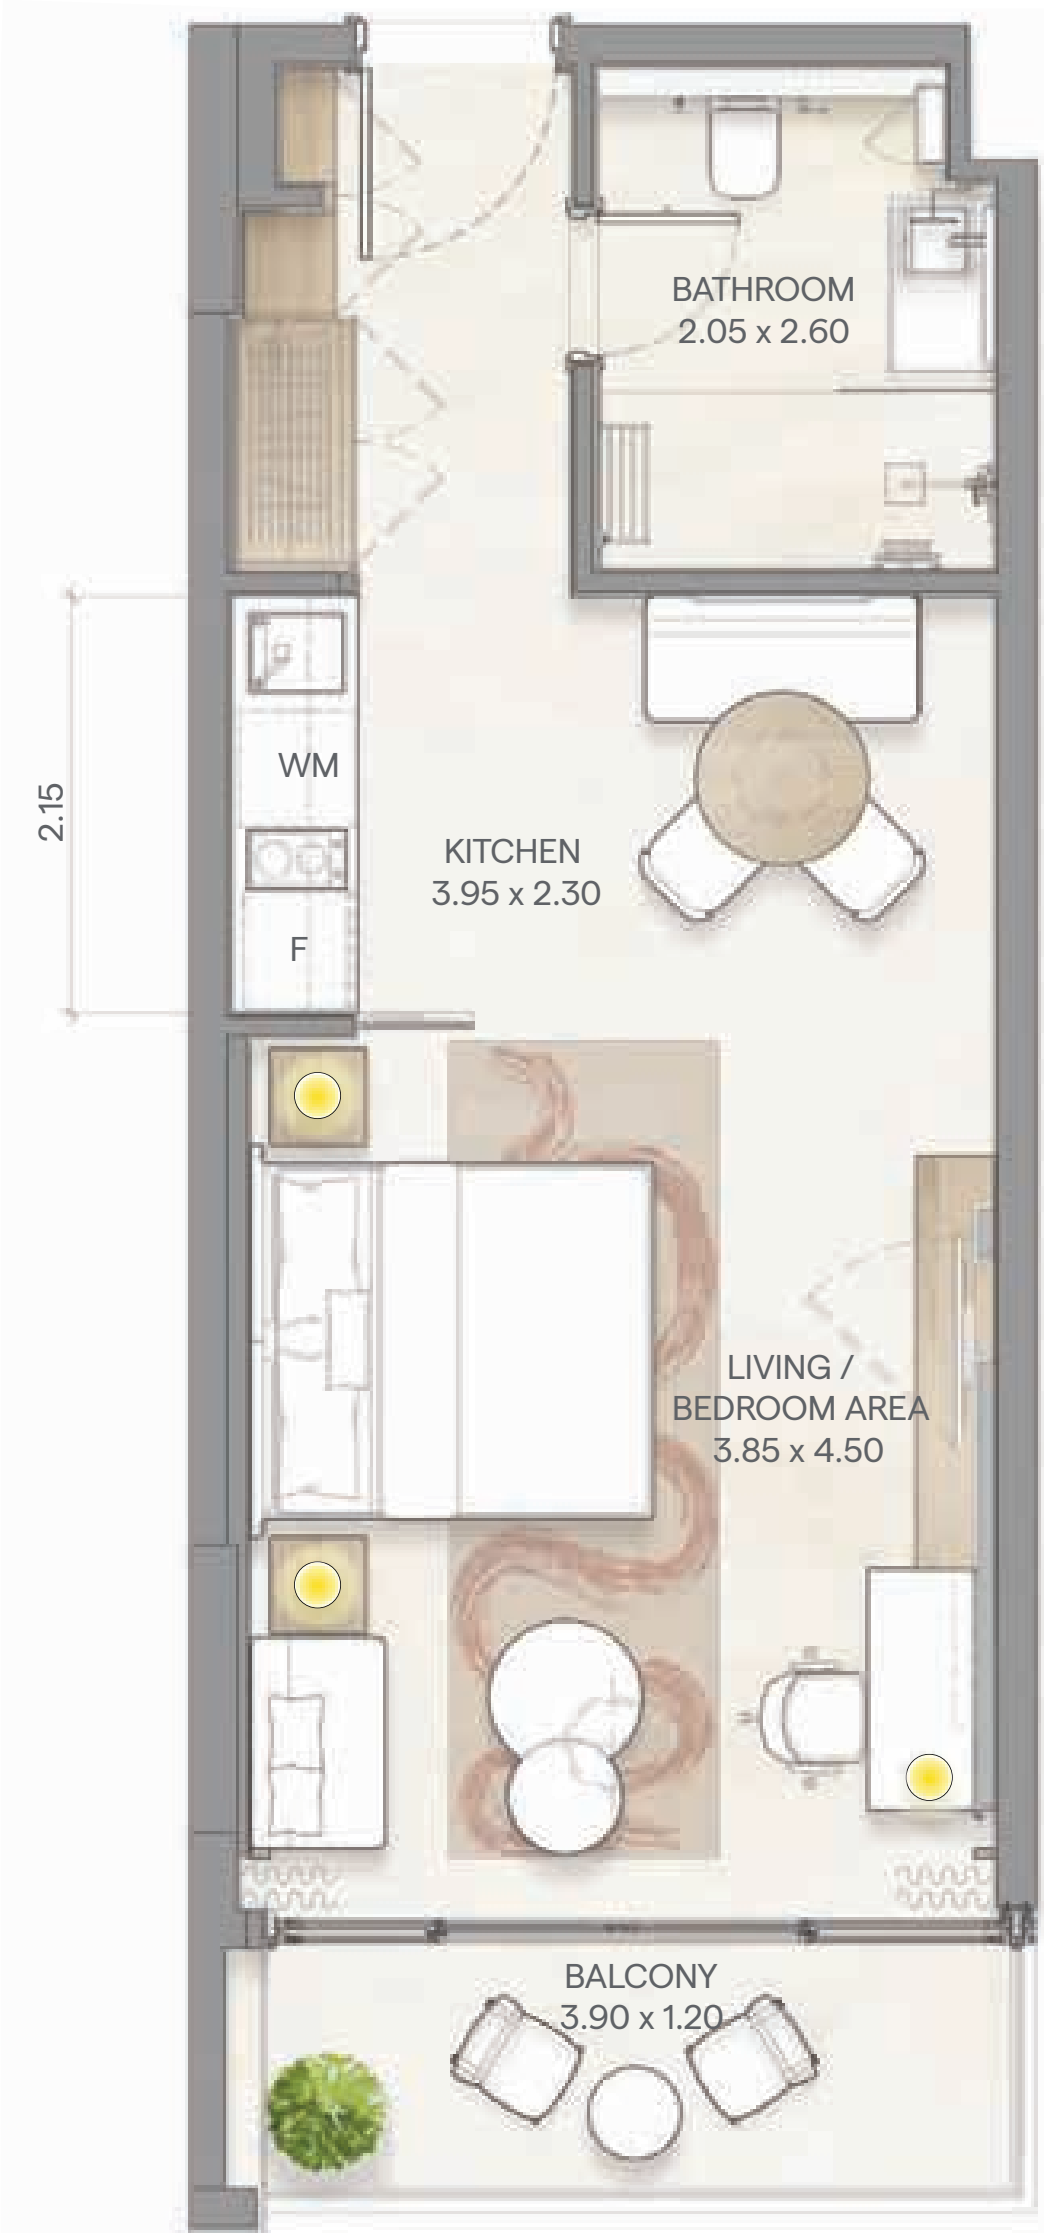 BATHROOM
2.05 x 2.60
WM
2.15
KITCHEN
3.95 x 2.30
F
LIVING /
BEDROOM AREA
3.85 x 4.50
BALCONY
3.90 x 1.20